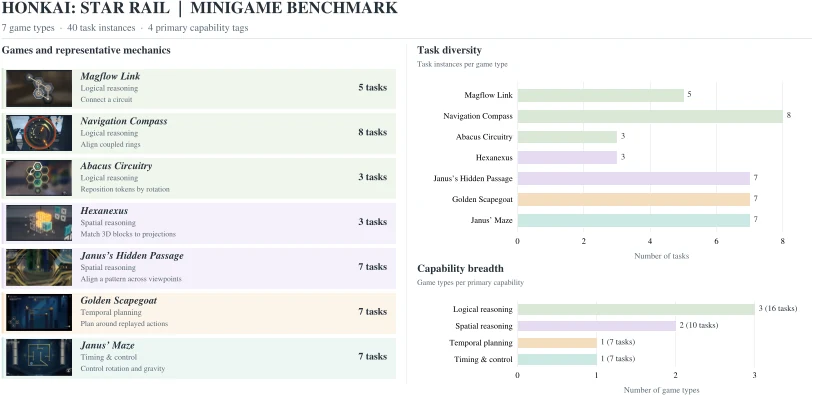 HONKAI: STAR RAIL | MINIGAME BENCHMARK
7 game types · 40 task instances · 4 primary capability tags
Games and representative mechanics
Magflow Link
Logical reasoning
Connect a circuit
5 tasks
Navigation Compass
Logical reasoning
Align coupled rings
8 tasks
Abacus Circuitry
Logical reasoning
Reposition tokens by rotation
3 tasks
Hexanexus
Spatial reasoning
Match 3D blocks to projections
3 tasks
Janus's Hidden Passage
Spatial reasoning
Align a pattern across viewpoints
7 tasks
Golden Scapegoat
Temporal planning
Plan around replayed actions
7 tasks
Janus' Maze
Timing & control
Control rotation and gravity
7 tasks
Task diversity
Task instances per game type
Magflow Link 5
Navigation Compass 8
Abacus Circuitry 3
Hexanexus 3
Janus's Hidden Passage 7
Golden Scapegoat 7
Janus' Maze 7
0 2 4 6 8
Number of tasks
Capability breadth
Game types per primary capability
Logical reasoning 3 (16 tasks)
Spatial reasoning 2 (10 tasks)
Temporal planning 1 (7 tasks)
Timing & control 1 (7 tasks)
0 1 2 3
Number of game types